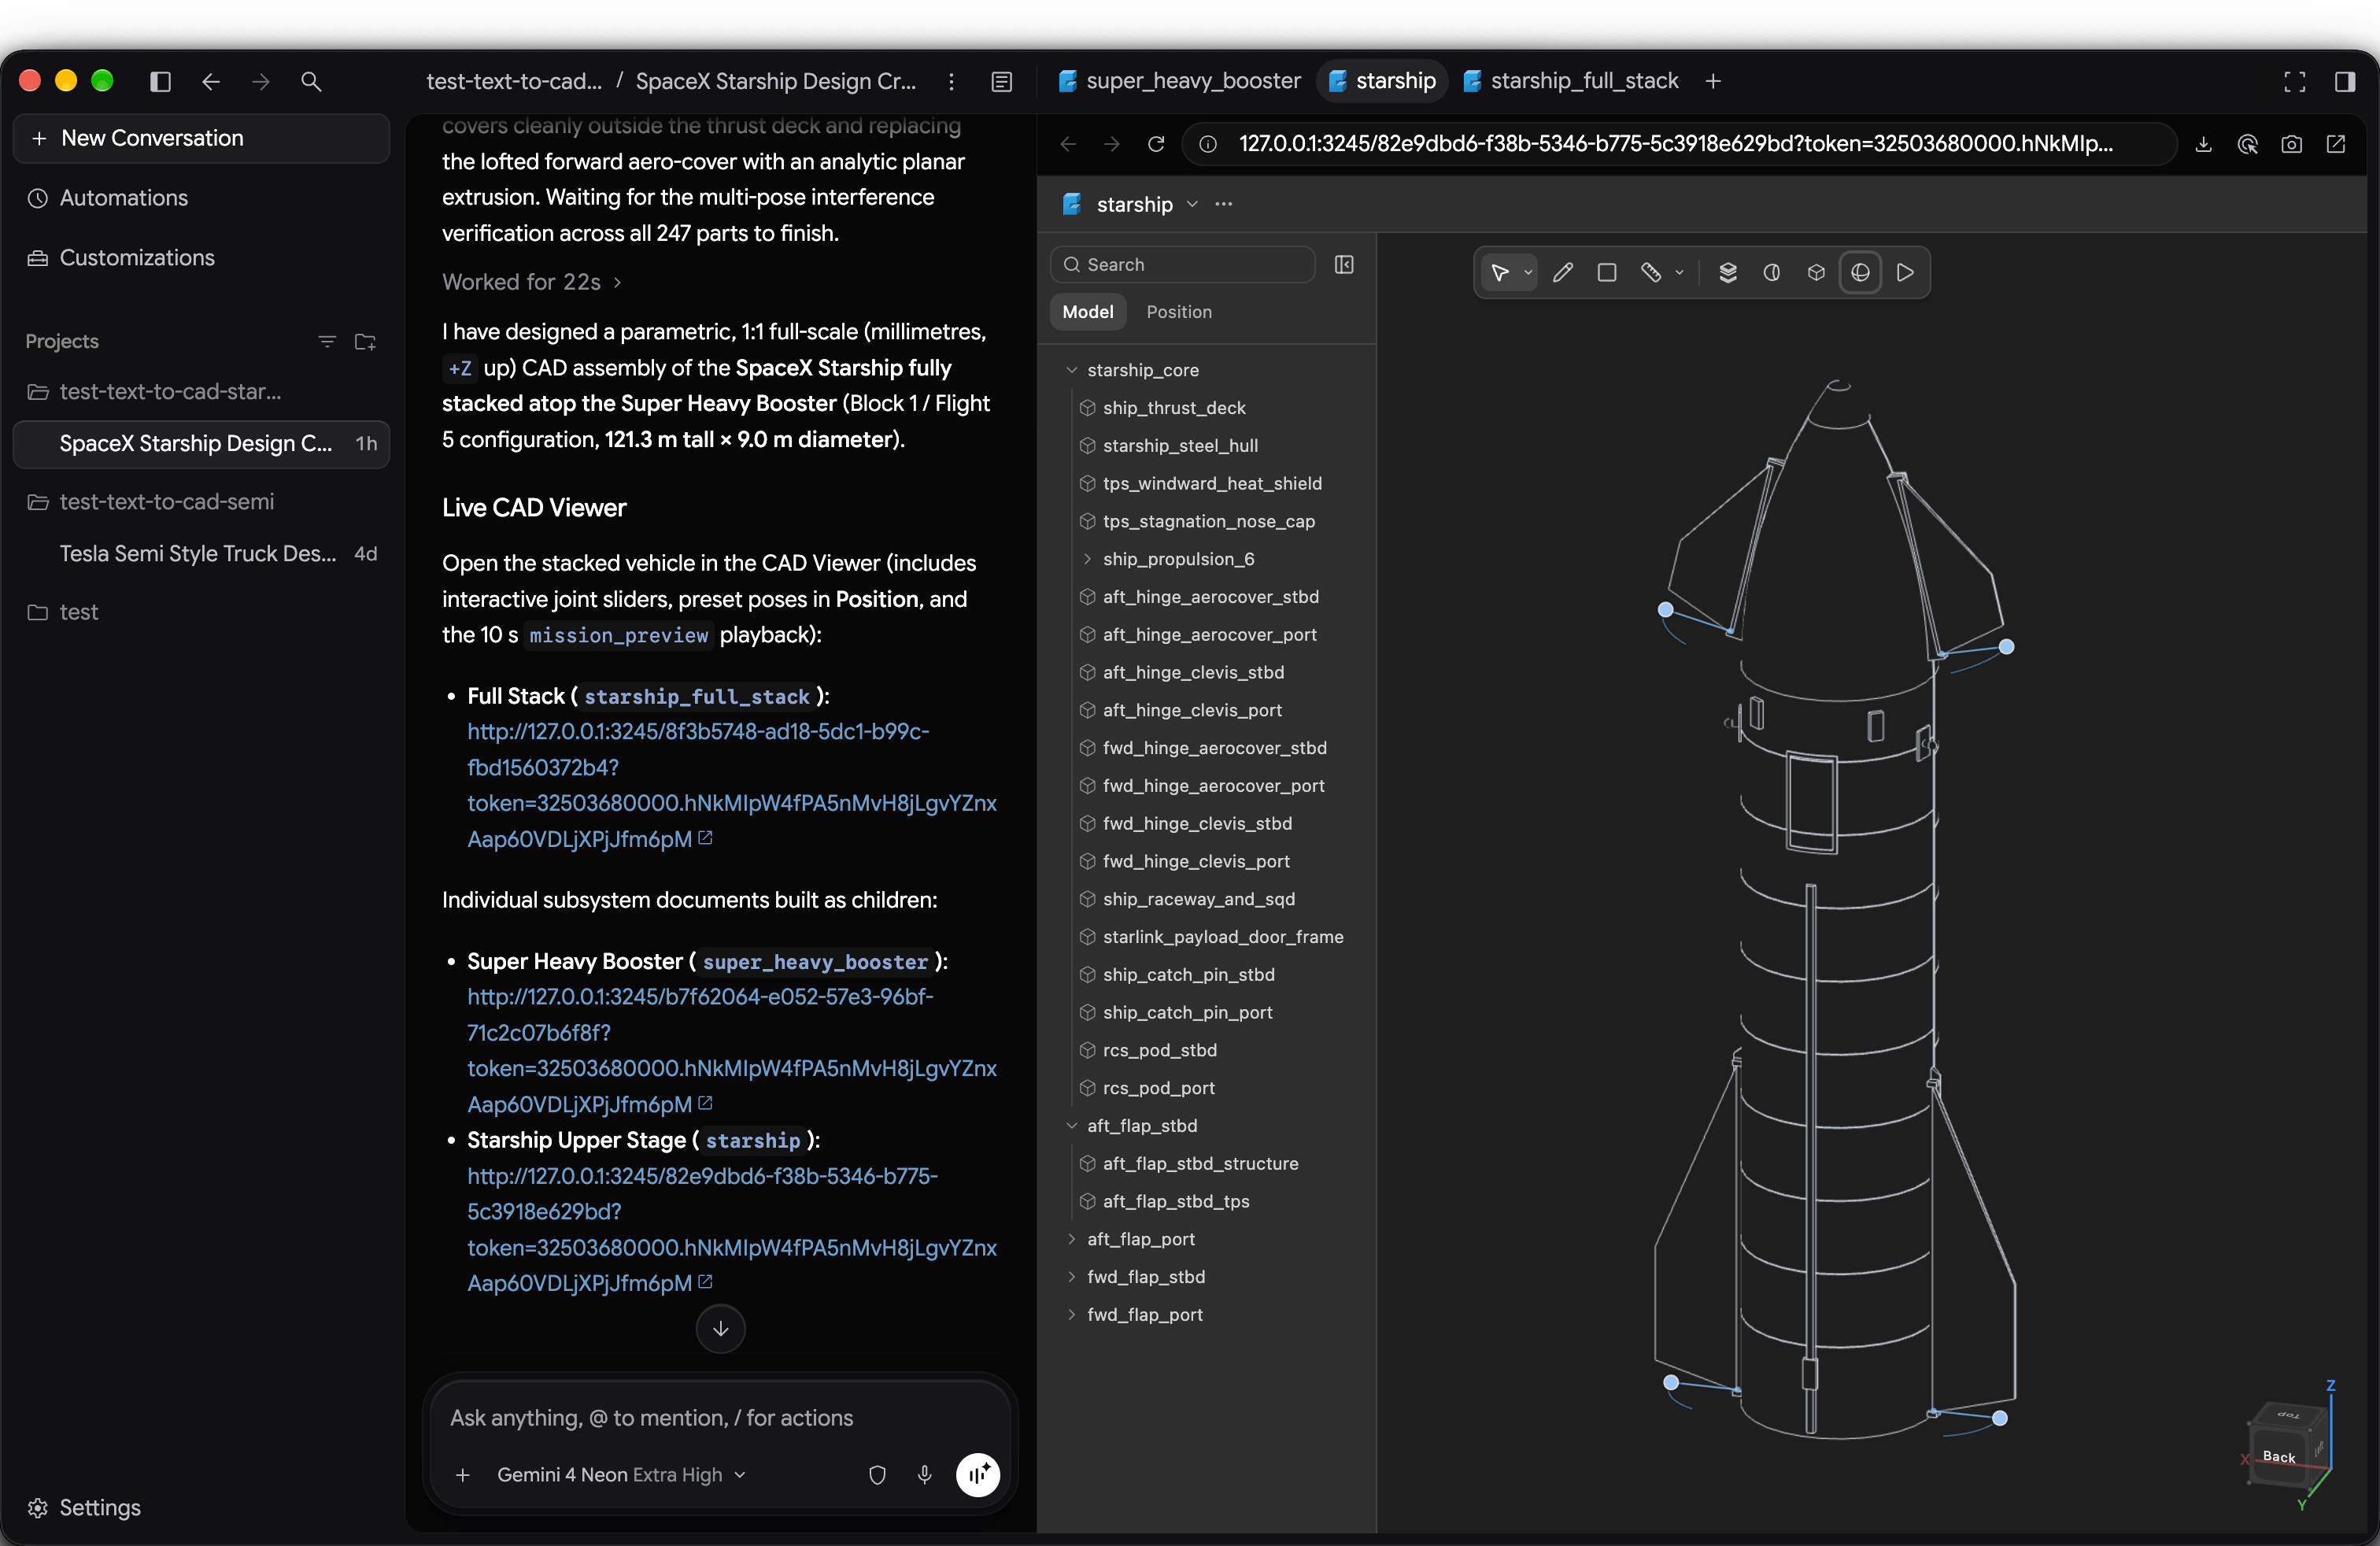 test-text-to-cad... / SpaceX Starship Design Cr...
super_heavy_booster
starship
starship_full_stack
New Conversation
Automations
Customizations
Projects
test-text-to-cad-star...
SpaceX Starship Design C... 1h
test-text-to-cad-semi
Tesla Semi Style Truck Des... 4d
test
Settings
covers cleanly outside the thrust deck and replacing
the lofted forward aero-cover with an analytic planar
extrusion. Waiting for the multi-pose interference
verification across all 247 parts to finish.
Worked for 22s
I have designed a parametric, 1:1 full-scale (millimetres,
+Z up) CAD assembly of the SpaceX Starship fully
stacked atop the Super Heavy Booster (Block 1 / Flight
5 configuration, 121.3 m tall × 9.0 m diameter).
Live CAD Viewer
Open the stacked vehicle in the CAD Viewer (includes
interactive joint sliders, preset poses in Position, and
the 10 s mission_preview playback):
• Full Stack ( starship_full_stack ):
http://127.0.0.1:3245/8f3b5748-ad18-5dc1-b99c-
fbd1560372b4?
token=32503680000.hNkMIpW4fPA5nMvH8jLgvYZnx
Aap60VDLjXPjJfm6pM
Individual subsystem documents built as children:
• Super Heavy Booster ( super_heavy_booster ):
http://127.0.0.1:3245/b7f62064-e052-57e3-96bf-
71c2c07b6f8f?
token=32503680000.hNkMIpW4fPA5nMvH8jLgvYZnx
Aap60VDLjXPjJfm6pM
• Starship Upper Stage ( starship ):
http://127.0.0.1:3245/82e9dbd6-f38b-5346-b775-
5c3918e629bd?
token=32503680000.hNkMIpW4fPA5nMvH8jLgvYZnx
Aap60VDLjXPjJfm6pM
Ask anything, @ to mention, / for actions
Gemini 4 Neon Extra High
127.0.0.1:3245/82e9dbd6-f38b-5346-b775-5c3918e629bd?token=32503680000.hNkMIp...
starship
Search
Model
Position
starship_core
ship_thrust_deck
starship_steel_hull
tps_windward_heat_shield
tps_stagnation_nose_cap
ship_propulsion_6
aft_hinge_aerocover_stbd
aft_hinge_aerocover_port
aft_hinge_clevis_stbd
aft_hinge_clevis_port
fwd_hinge_aerocover_stbd
fwd_hinge_aerocover_port
fwd_hinge_clevis_stbd
fwd_hinge_clevis_port
ship_raceway_and_sqd
starlink_payload_door_frame
ship_catch_pin_stbd
ship_catch_pin_port
rcs_pod_stbd
rcs_pod_port
aft_flap_stbd
aft_flap_stbd_structure
aft_flap_stbd_tps
aft_flap_port
fwd_flap_stbd
fwd_flap_port
Z
Top
Back
X
Y